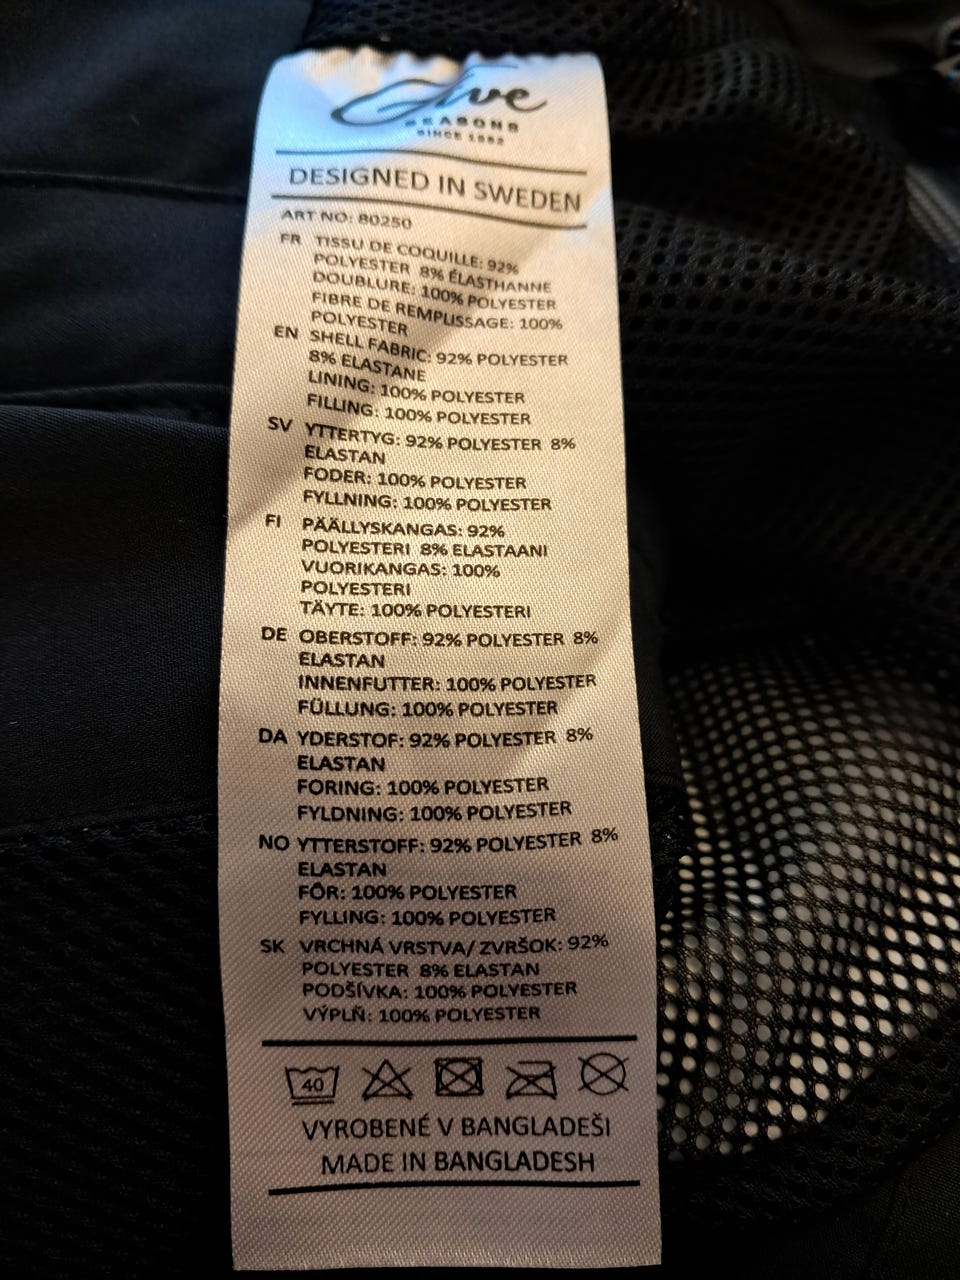 Five
SEASONS
SINCE 1882
DESIGNED IN SWEDEN
ART NO: 80250
FR TISSU DE COQUILLE: 92%
POLYESTER 8% ÉLASTHANNE
DOUBLURE: 100% POLYESTER
FIBRE DE REMPLISSAGE: 100%
POLYESTER
EN SHELL FABRIC: 92% POLYESTER
8% ELASTANE
LINING: 100% POLYESTER
FILLING: 100% POLYESTER
SV YTTERTYG: 92% POLYESTER 8%
ELASTAN
FODER: 100% POLYESTER
FYLLNING: 100% POLYESTER
FI PÄÄLLYSKANGAS: 92%
POLYESTERI 8% ELASTAANI
VUORIKANGAS: 100%
POLYESTERI
TÄYTE: 100% POLYESTERI
DE OBERSTOFF: 92% POLYESTER 8%
ELASTAN
INNENFUTTER: 100% POLYESTER
FÜLLUNG: 100% POLYESTER
DA YDERSTOF: 92% POLYESTER 8%
ELASTAN
FORING: 100% POLYESTER
FYLDNING: 100% POLYESTER
NO YTTERSTOFF: 92% POLYESTER 8%
ELASTAN
FÔR: 100% POLYESTER
FYLLING: 100% POLYESTER
SK VRCHNÁ VRSTVA/ ZVRŠOK: 92%
POLYESTER 8% ELASTAN
PODŠÍVKA: 100% POLYESTER
VÝPLŇ: 100% POLYESTER
40
VYROBENÉ V BANGLADEŠI
MADE IN BANGLADESH